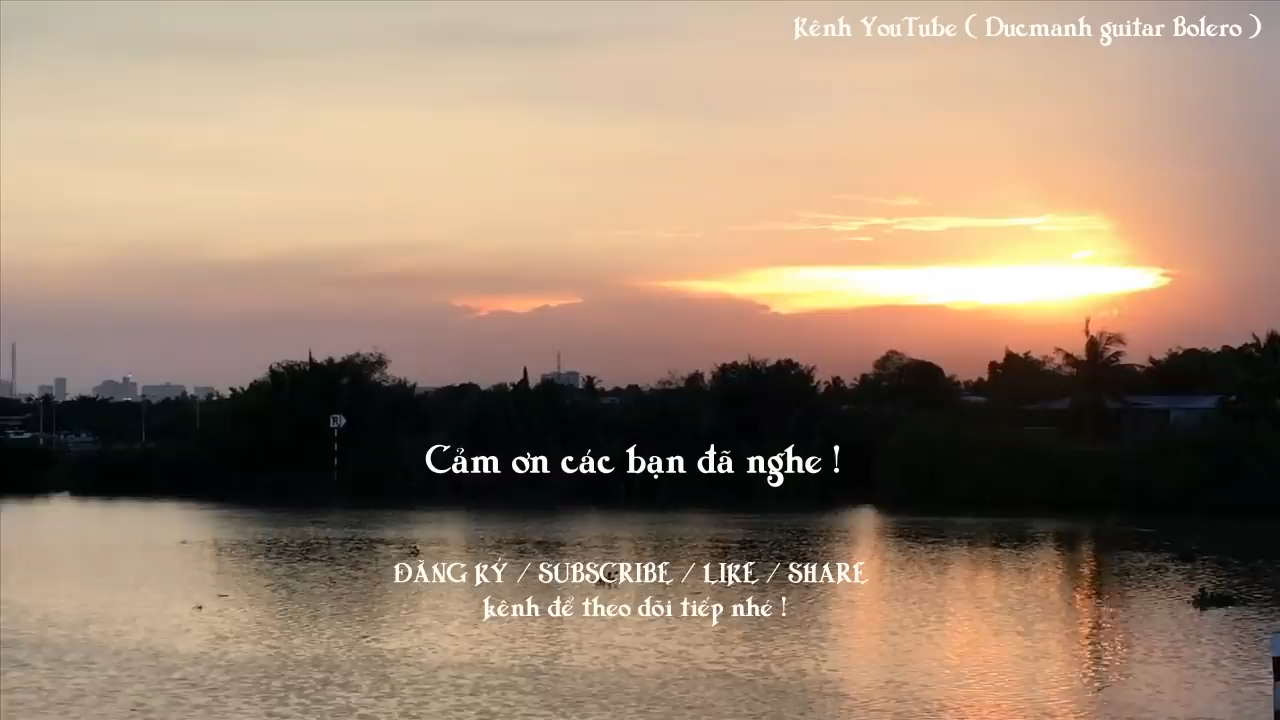 Kênh YouTube ( Ducmanh guitar Bolero )
R
Cảm ơn các bạn đã nghe !
ĐĂNG KÝ / SUBSCRIBE / LIKE / SHARE
kênh để theo dõi tiếp nhé !